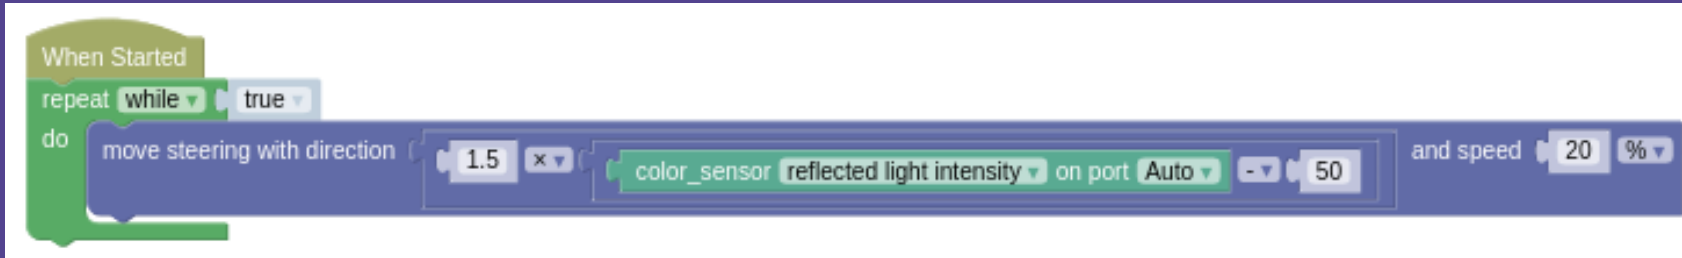 When Started
repeat while ▾ true ▾
do move steering with direction 1.5 × ▾ color_sensor reflected light intensity ▾ on port Auto ▾ - ▾ 50 and speed 20 % ▾